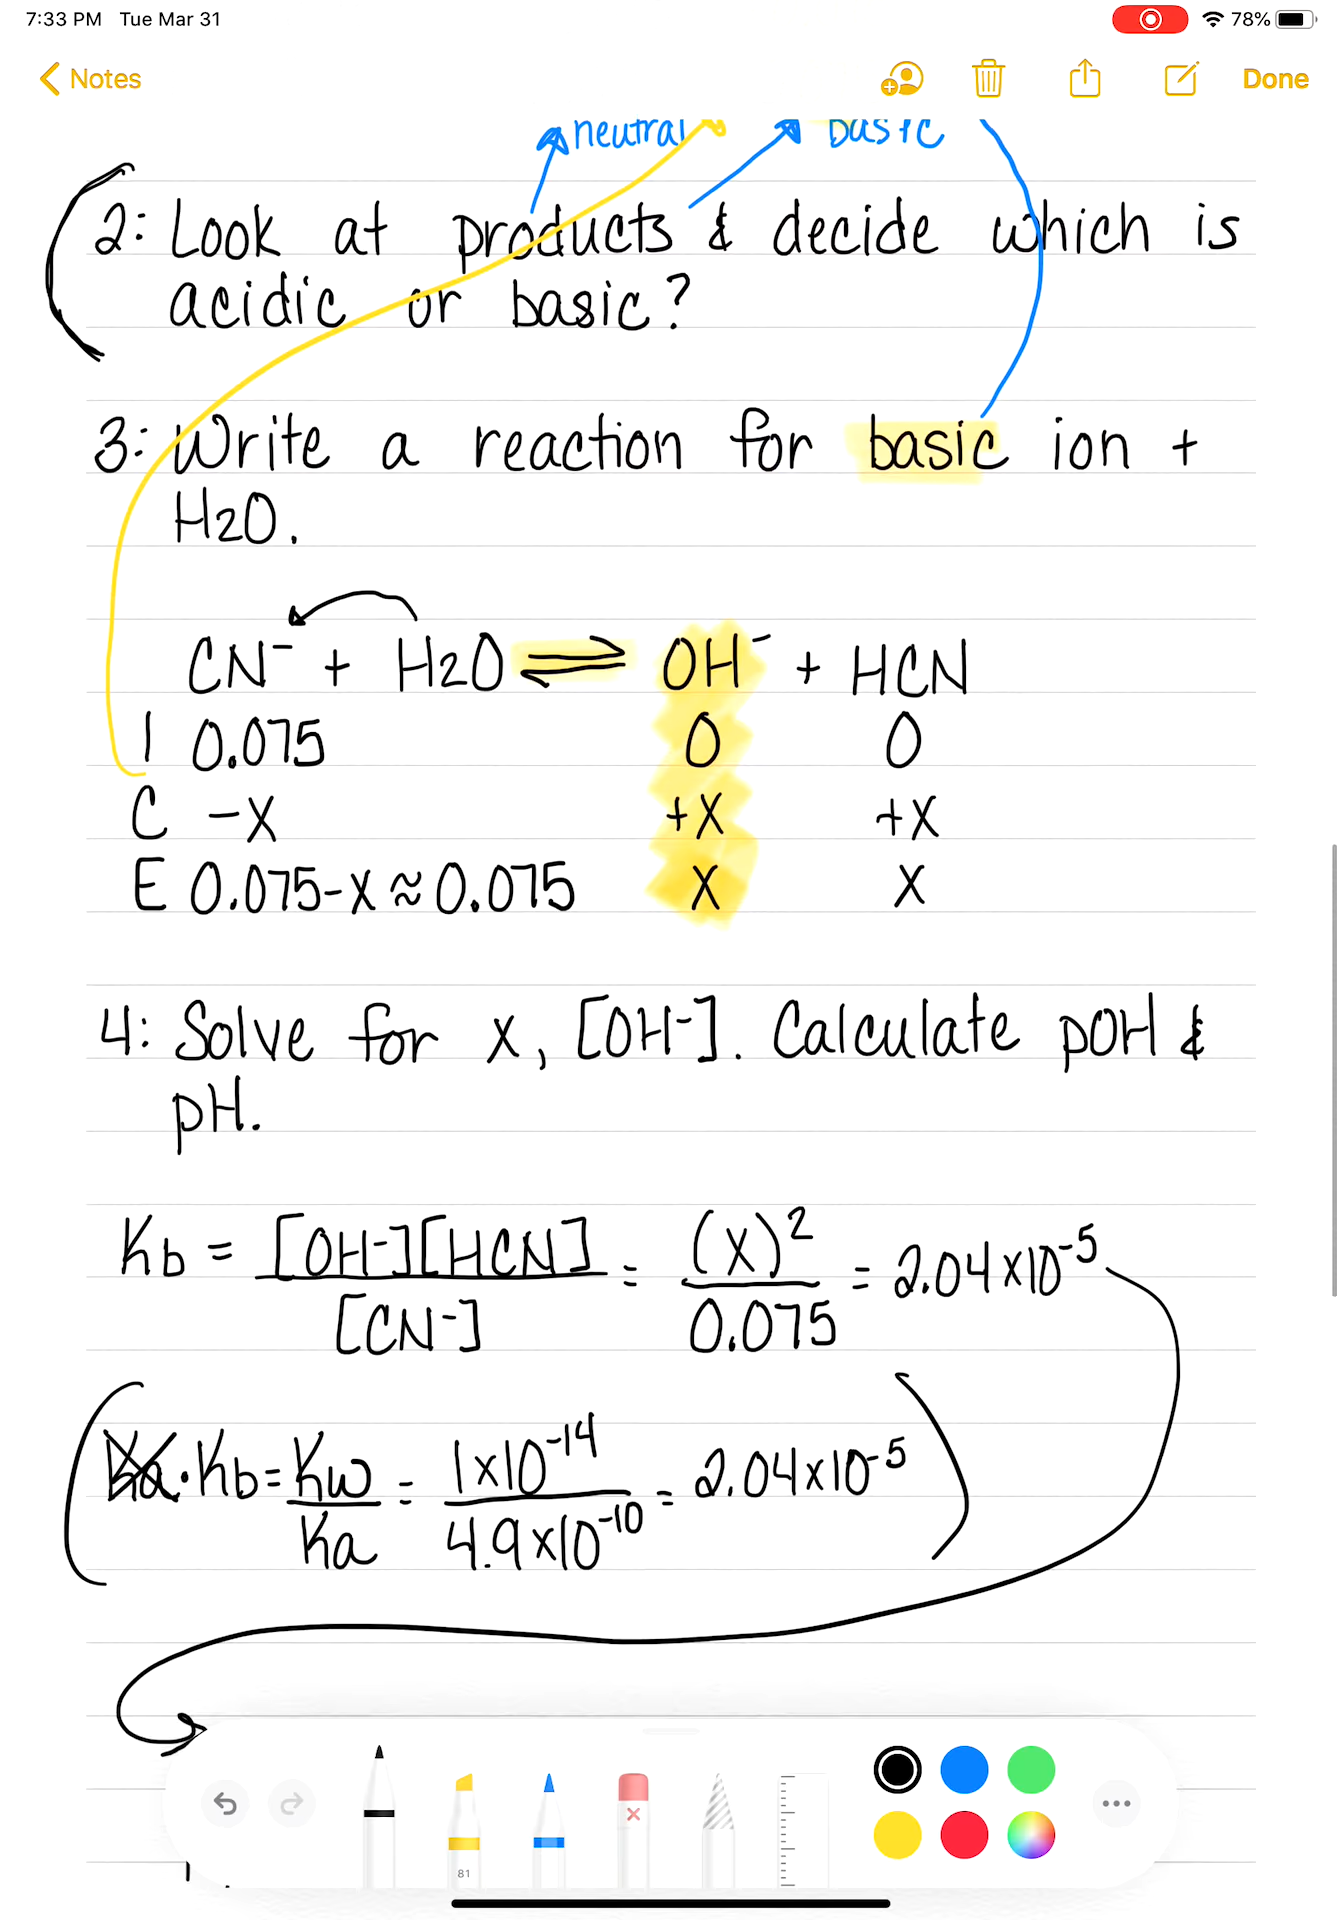 7:33 PM Tue Mar 31 78%
Notes Done
neutral basic
2: Look at products & decide which is
acidic or basic?
3: Write a reaction for basic ion +
H2O.
CN⁻ + H2O ⇌ OH⁻ + HCN
I 0.075 0 0
C -X +X +X
E 0.075-X ≈ 0.075 X X
4: Solve for x, [OH⁻]. Calculate pOH &
pH.
Kb = [OH⁻][HCN] / [CN⁻] = (X)² / 0.075 = 2.04x10⁻⁵
(Ka·Kb = Kw / Ka = 1x10⁻¹⁴ / 4.9x10⁻¹⁰ = 2.04x10⁻⁵)
81